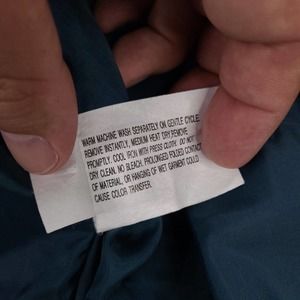 WARM MACHINE WASH SEPARATELY ON GENTLE CYCLE,
REMOVE INSTANTLY, MEDIUM HEAT DRY,REMOVE
PROMPTLY. COOL IRON WITH PRESS CLOTH. DO NOT
DRY CLEAN. NO BLEACH. PROLONGED FOLDED CONTACT
OF MATERIAL, OR HANGING OF WET GARMENT COULD
CAUSE COLOR TRANSFER.